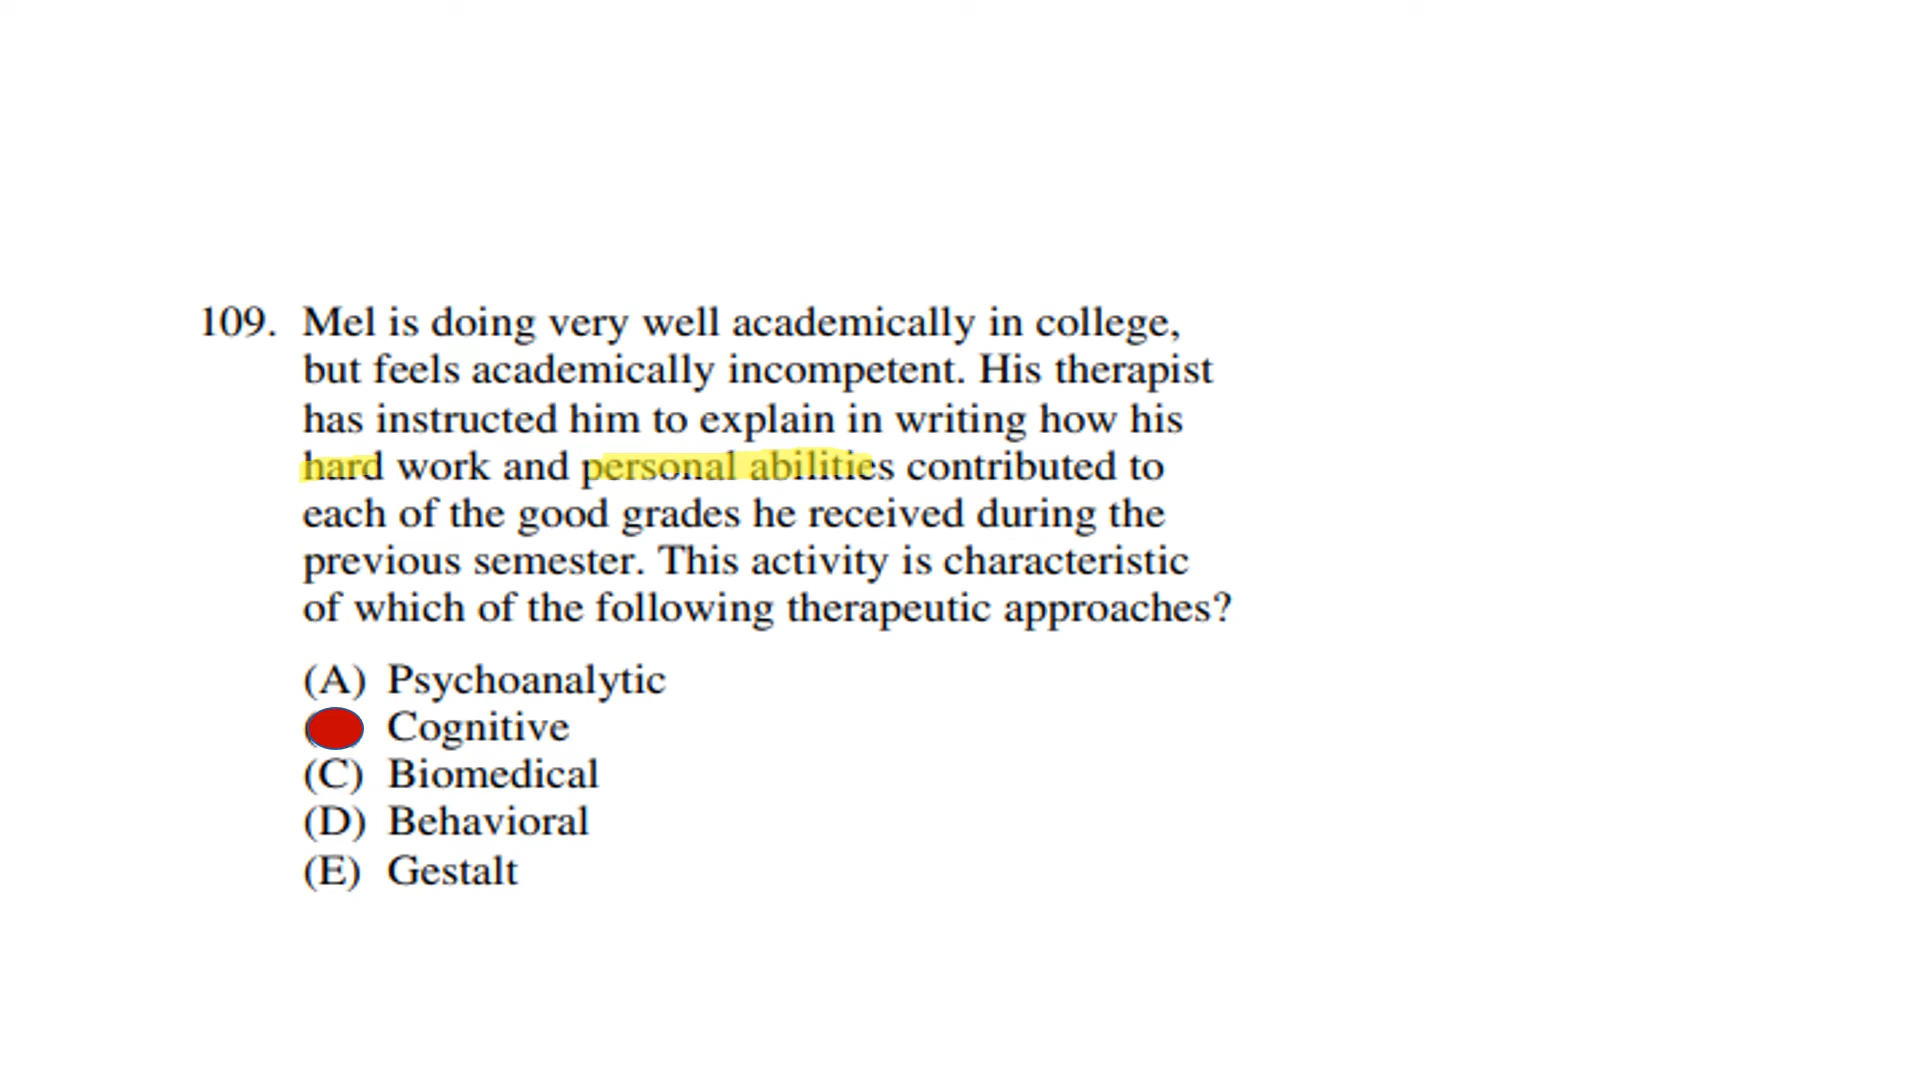 109. Mel is doing very well academically in college,
but feels academically incompetent. His therapist
has instructed him to explain in writing how his
hard work and personal abilities contributed to
each of the good grades he received during the
previous semester. This activity is characteristic
of which of the following therapeutic approaches?
(A) Psychoanalytic
Cognitive
(C) Biomedical
(D) Behavioral
(E) Gestalt